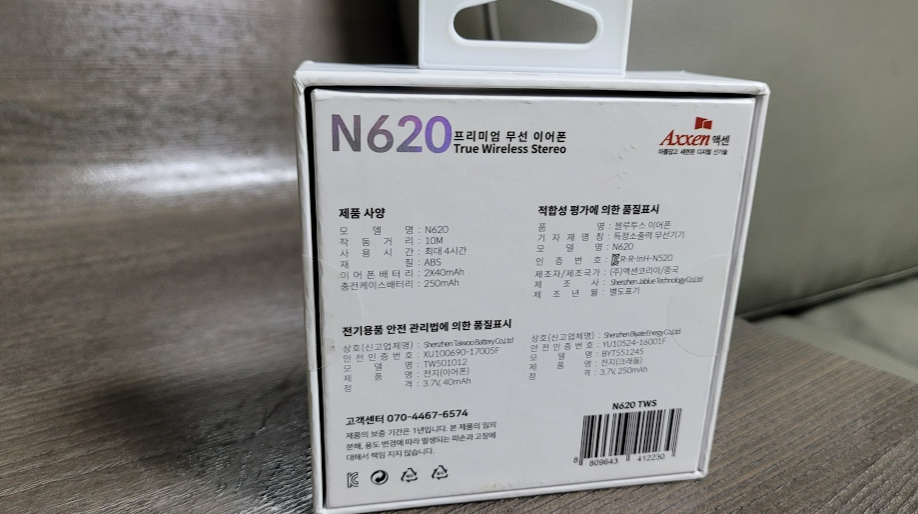 N620 프리미엄 무선 이어폰
True Wireless Stereo
Axxen 액센
아름답고 세련된 디지털 신기술
제품 사양
모 델 명 : N620
작 동 거 리 : 10M
사 용 시 간 : 최대 4시간
재 질 : ABS
이어폰배터리 : 2X40mAh
충전케이스배터리 : 250mAh
적합성 평가에 의한 품질표시
품 명 : 블루투스 이어폰
기 자 재 명 칭 : 특정소출력 무선기기
모 델 명 : N620
인 증 번 호 : R-R-InH-N520
제조자/제조국가 : (주)액센코리아/중국
제 조 사 : Shenzhen Jablue Technology Co,Ltd
제 조 년 월 : 별도표기
전기용품 안전 관리법에 의한 품질표시
상호(신고업체명) : Shenzhen Taiwoo Battery Co,Ltd
안 전 인 증 번 호 : XU100690-17005F
모 델 명 : TW501012
제 품 명 : 전지(이어폰)
정 격 : 3.7V, 40mAh
상호(신고업체명) : Shenzhen Biyate Energy Co,Ltd
안 전 인 증 번 호 : YU10524-16001F
모 델 명 : BYT551245
제 품 명 : 전지(크래들)
정 격 : 3.7V, 250mAh
고객센터 070-4467-6574
제품의 보증 기간은 1년입니다. 본 제품의 임의
분해, 용도 변경에 따라 발생되는 파손과 고장에
대해서 책임 지지 않습니다.
N620 TWS
8 809643 412230